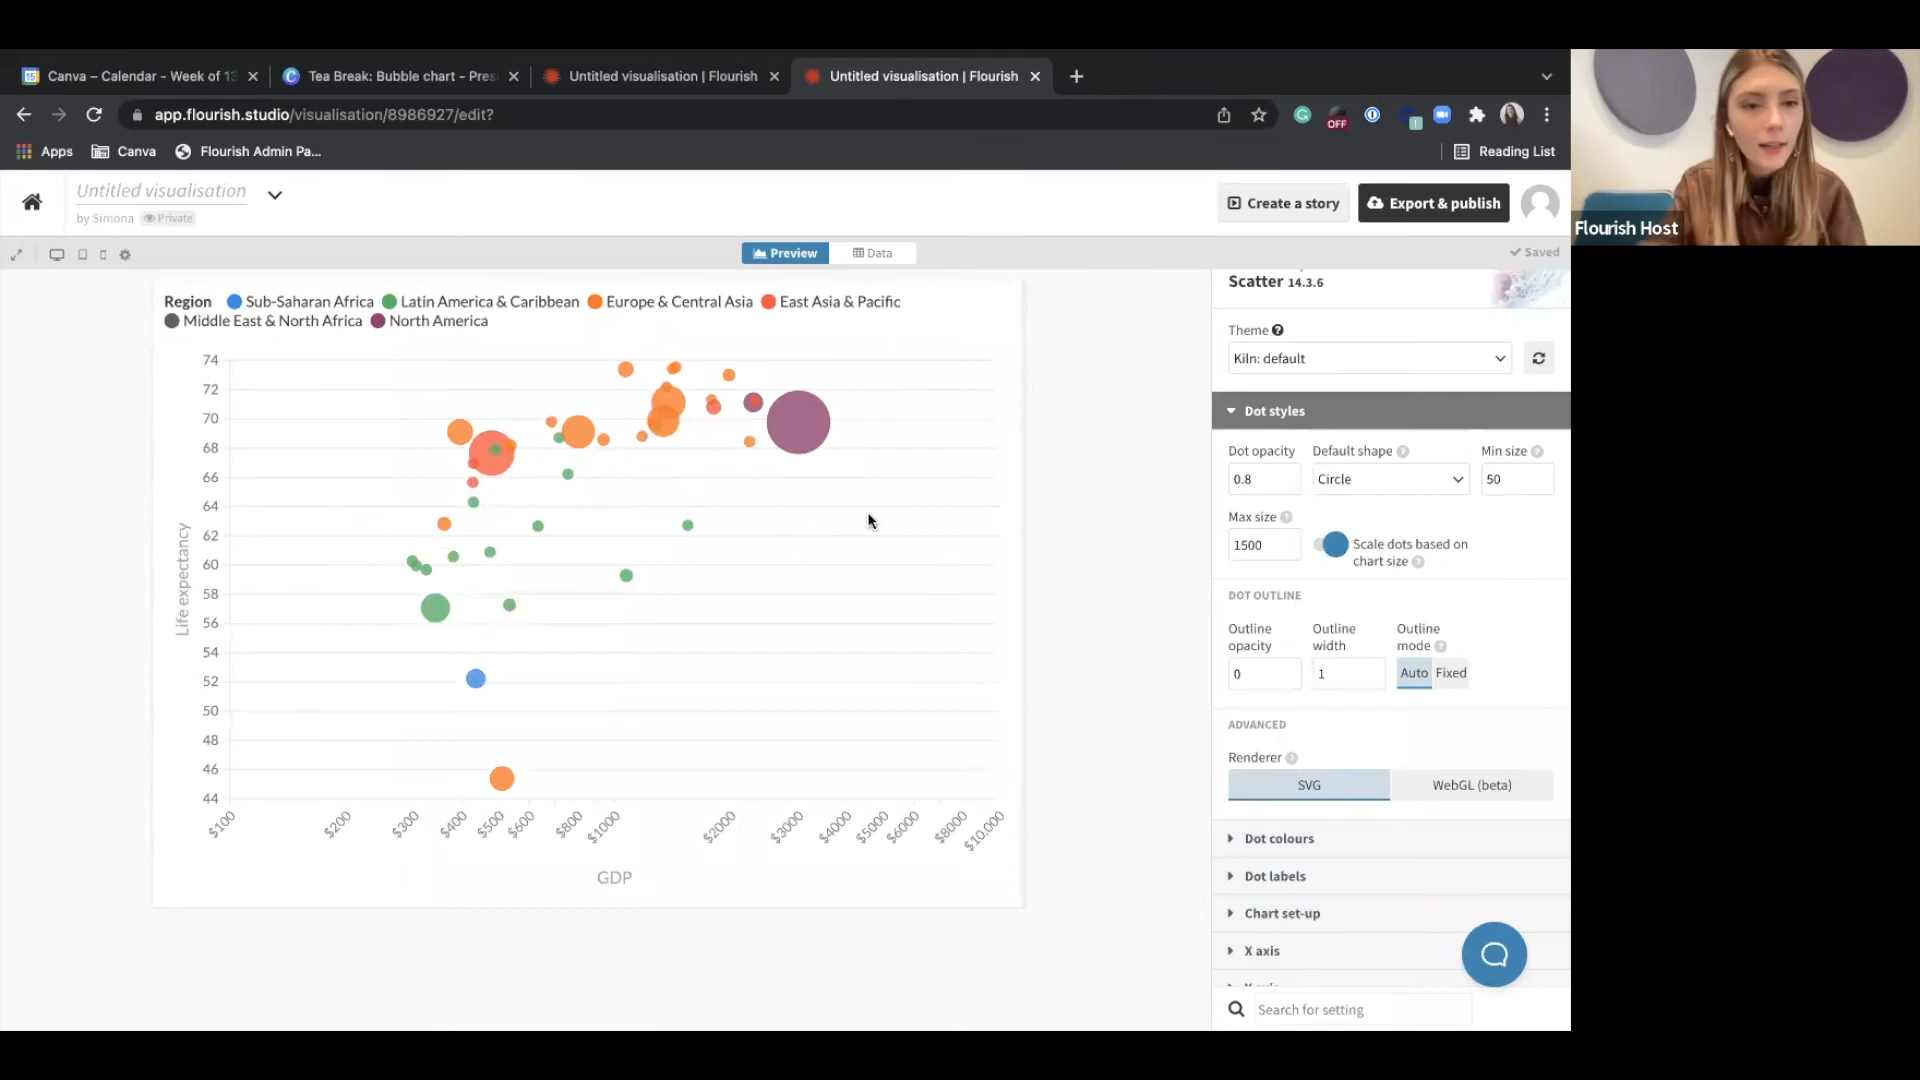 Canva – Calendar - Week of 13
Tea Break: Bubble chart - Pres
Untitled visualisation | Flourish
Untitled visualisation | Flourish
app.flourish.studio/visualisation/8986927/edit?
OFF
Apps
Canva
Flourish Admin Pa...
Reading List
Untitled visualisation
by Simona
Private
Create a story
Export & publish
Flourish Host
Preview
Data
Saved
Region
Sub-Saharan Africa
Latin America & Caribbean
Europe & Central Asia
East Asia & Pacific
Middle East & North Africa
North America
74
72
70
68
66
64
62
60
58
56
54
52
50
48
46
44
Life expectancy
$100
$200
$300
$400
$500
$600
$800
$1000
$2000
$3000
$4000
$5000
$6000
$8000
$10,000
GDP
Scatter 14.3.6
Theme
Kiln: default
Dot styles
Dot opacity
Default shape
Min size
0.8
Circle
50
Max size
1500
Scale dots based on
chart size
DOT OUTLINE
Outline
opacity
Outline
width
Outline
mode
0
1
Auto
Fixed
ADVANCED
Renderer
SVG
WebGL (beta)
Dot colours
Dot labels
Chart set-up
X axis
Search for setting